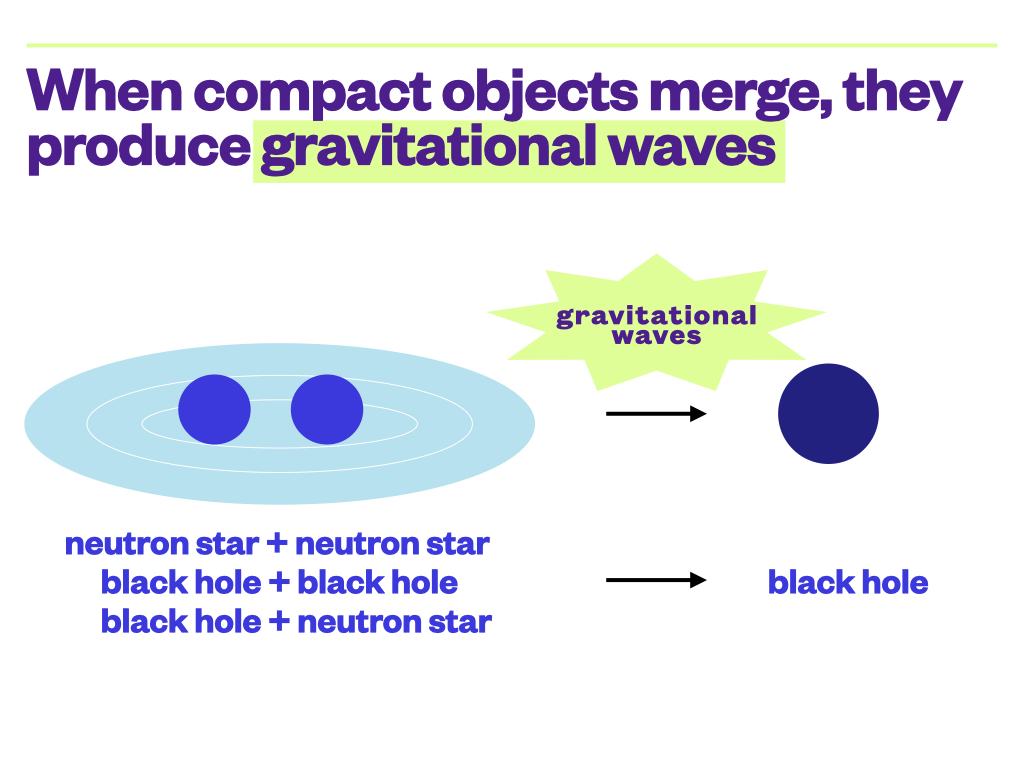 When compact objects merge, they
produce gravitational waves
gravitational
waves
neutron star + neutron star
black hole + black hole
black hole + neutron star
black hole